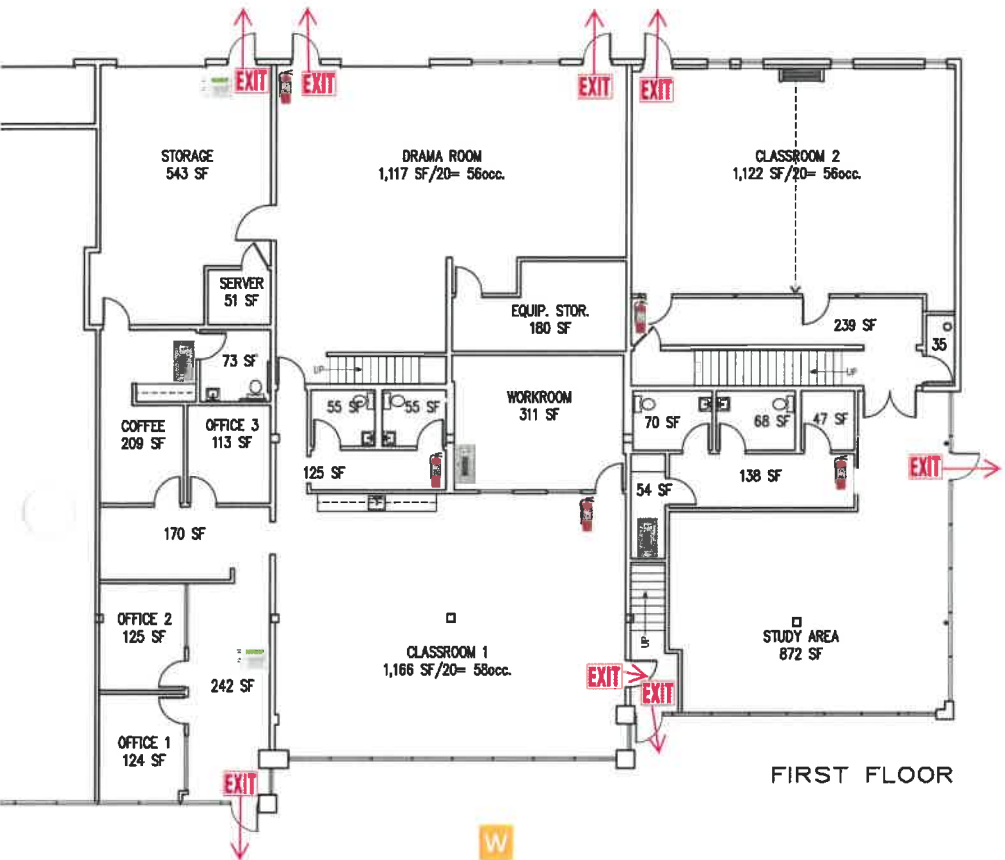 EXIT
EXIT
EXIT
EXIT
STORAGE
543 SF
DRAMA ROOM
1,117 SF/20= 56occ.
CLASSROOM 2
1,122 SF/20= 56occ.
SERVER
51 SF
EQUIP. STOR.
180 SF
239 SF
35
73 SF
UP
UP
WORKROOM
311 SF
55 SF
55 SF
70 SF
68 SF
47 SF
COFFEE
209 SF
OFFICE 3
113 SF
125 SF
54 SF
138 SF
EXIT
170 SF
OFFICE 2
125 SF
242 SF
CLASSROOM 1
1,166 SF/20= 58occ.
UP
STUDY AREA
872 SF
EXIT
EXIT
OFFICE 1
124 SF
EXIT
FIRST FLOOR
W